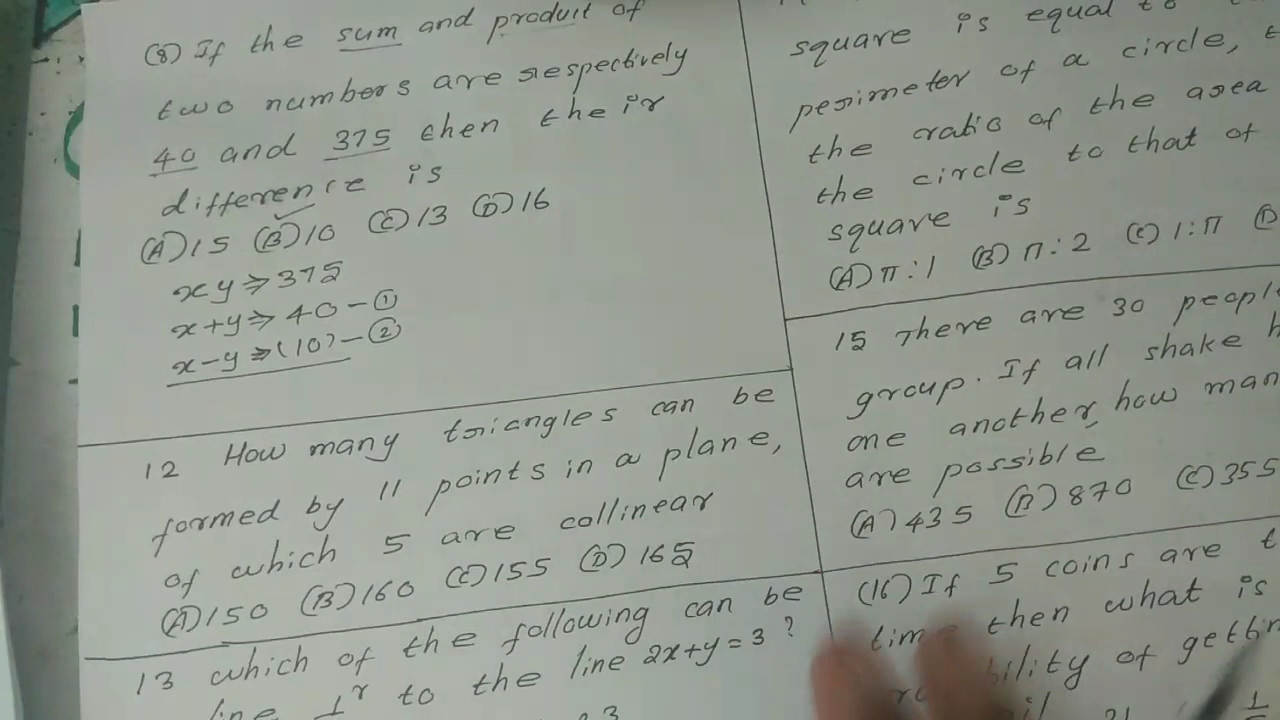 (8) If the sum and product of
two numbers are respectively
40 and 375 then their
difference is
(A) 15 (B) 10 (C) 13 (D) 16
xy ⇒ 375
x+y ⇒ 40 - ①
x-y ⇒ (10) - ②
12 How many triangles can be
formed by 11 points in a plane,
of which 5 are collinear
(A) 150 (B) 160 (C) 155 (D) 165
13 which of the following can be
line ⊥r to the line 2x+y=3 ?
square is equal to
perimeter of a circle,
the ratio of the area
the circle to that of
square is
(A) π:1 (B) π:2 (C) 1:π (D
15 There are 30 people
group. If all shake
one another, how man
are possible
(A) 435 (B) 870 (C) 355
(16) If 5 coins are
then what is
of gettin